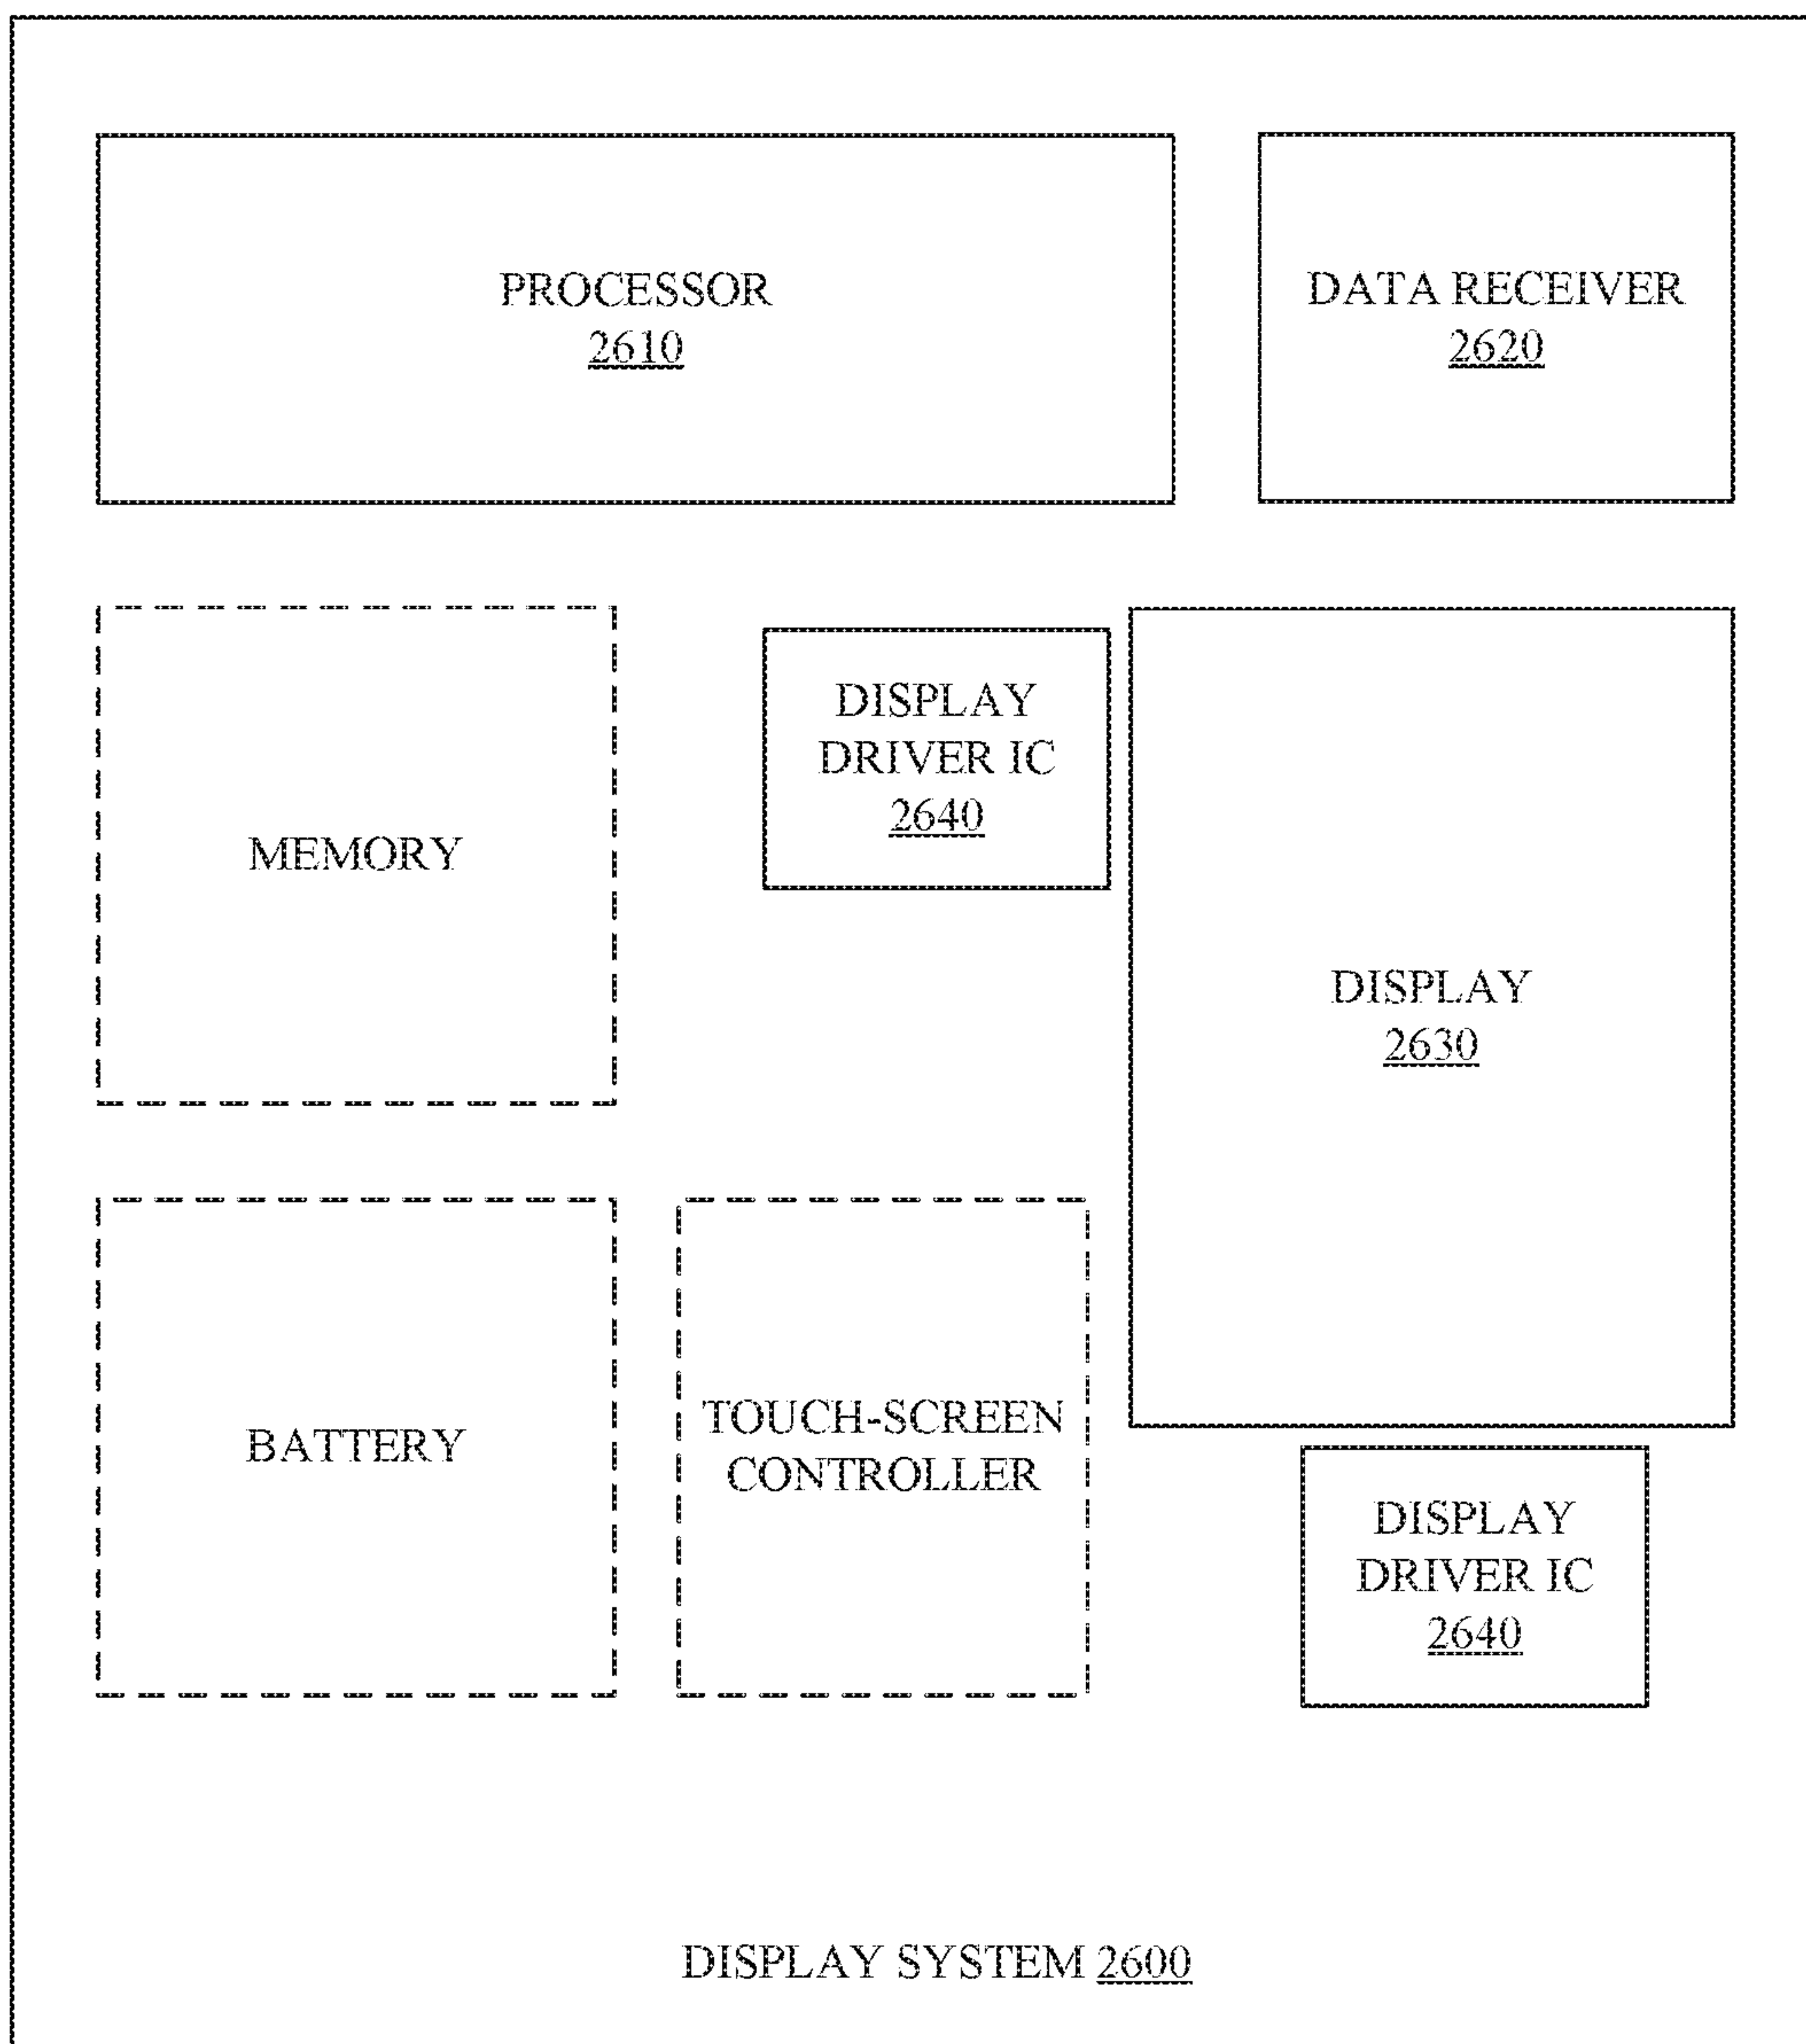 PROCESSOR
2610
DATA RECEIVER
2620
MEMORY
DISPLAY
DRIVER IC
2640
DISPLAY
2630
BATTERY
TOUCH-SCREEN
CONTROLLER
DISPLAY
DRIVER IC
2640
DISPLAY SYSTEM 2600